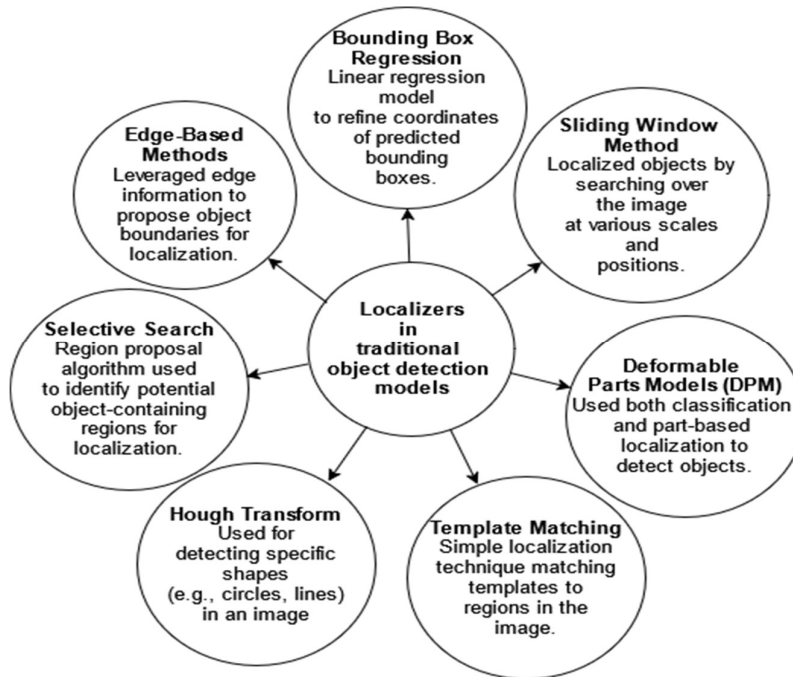 Bounding Box
Regression
Linear regression
model
to refine coordinates
of predicted
bounding
boxes.
Edge-Based
Methods
Leveraged edge
information to
propose object
boundaries for
localization.
Sliding Window
Method
Localized objects by
searching over
the image
at various scales
and
positions.
Localizers
in
traditional
object detection
models
Selective Search
Region proposal
algorithm used
to identify potential
object-containing
regions for
localization.
Deformable
Parts Models (DPM)
Used both classification
and part-based
localization to
detect objects.
Hough Transform
Used for
detecting specific
shapes
(e.g., circles, lines)
in an image
Template Matching
Simple localization
technique matching
templates to
regions in the
image.